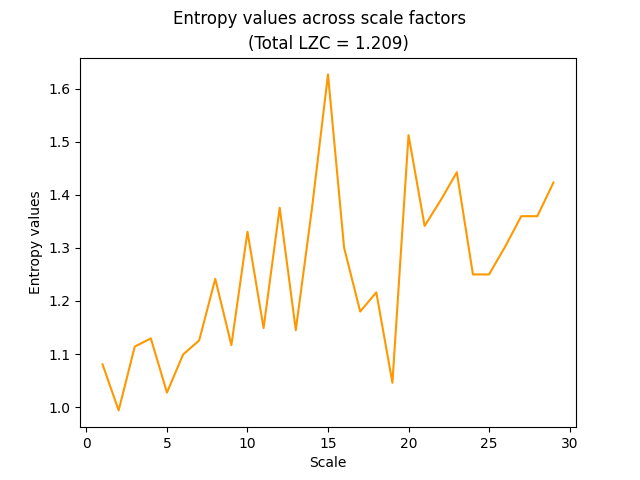 Entropy values across scale factors
(Total LZC = 1.209)
1.6
1.5
1.4
1.3
1.2
1.1
1.0
Entropy values
0 5 10 15 20 25 30
Scale